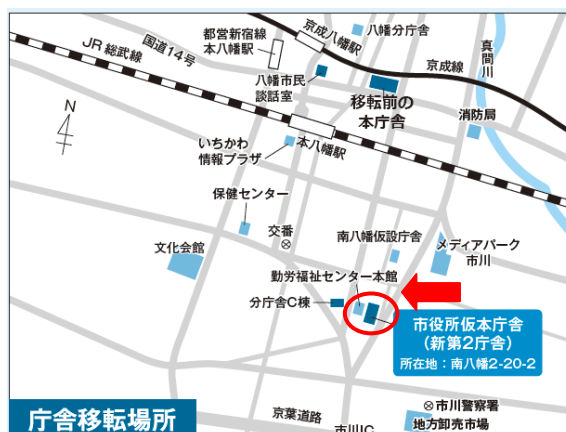 八幡分庁舎
京成八幡駅
都営新宿線
本八幡駅
国道14号
JR 総武線
真間川
京成線
八幡市民
談話室
移転前の
本庁舎
消防局
N
いちかわ
情報プラザ
本八幡駅
保健センター
交番
南八幡仮設庁舎
メディアパーク
市川
文化会館
勤労福祉センター本館
分庁舎C棟
市役所仮本庁舎
(新第2庁舎)
所在地:南八幡2-20-2
庁舎移転場所
京葉道路
市川IC
市川警察署
地方卸売市場